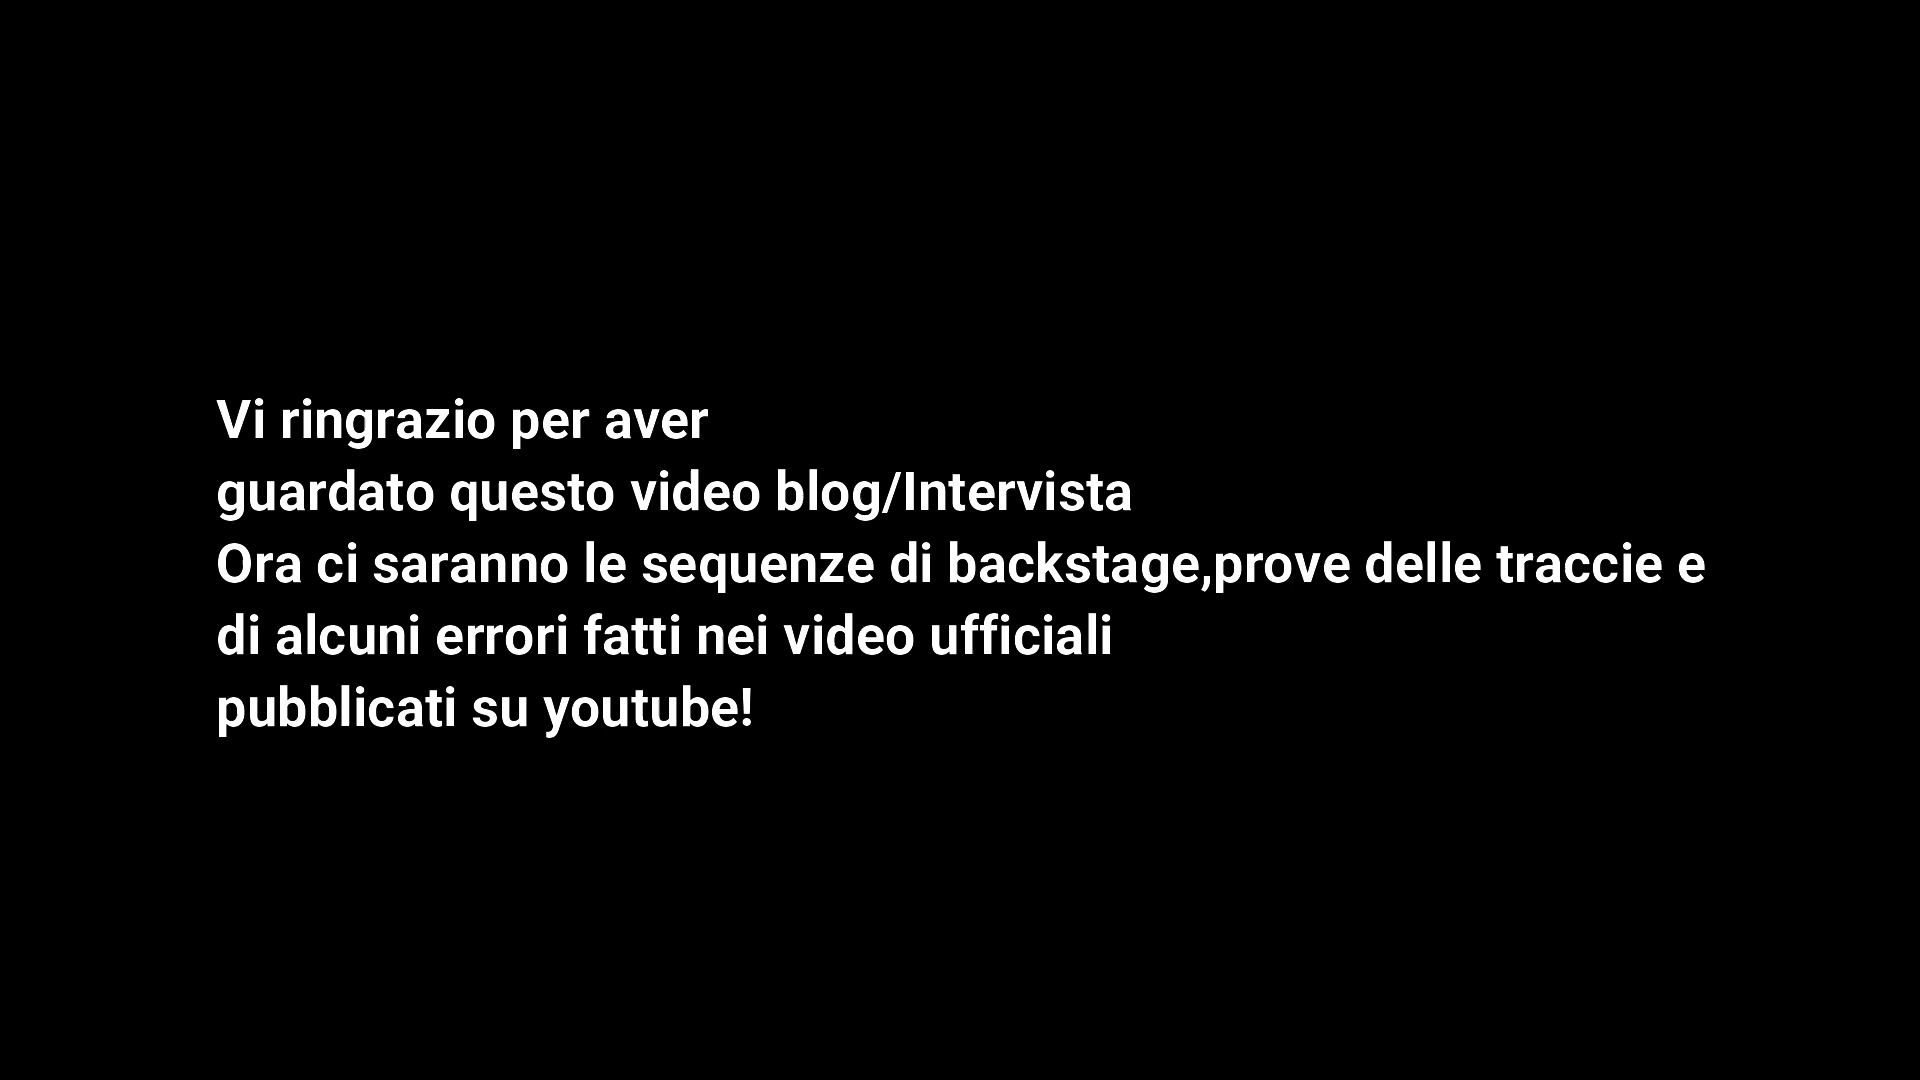 Vi ringrazio per aver
guardato questo video blog/Intervista
Ora ci saranno le sequenze di backstage,prove delle traccie e
di alcuni errori fatti nei video ufficiali
pubblicati su youtube!